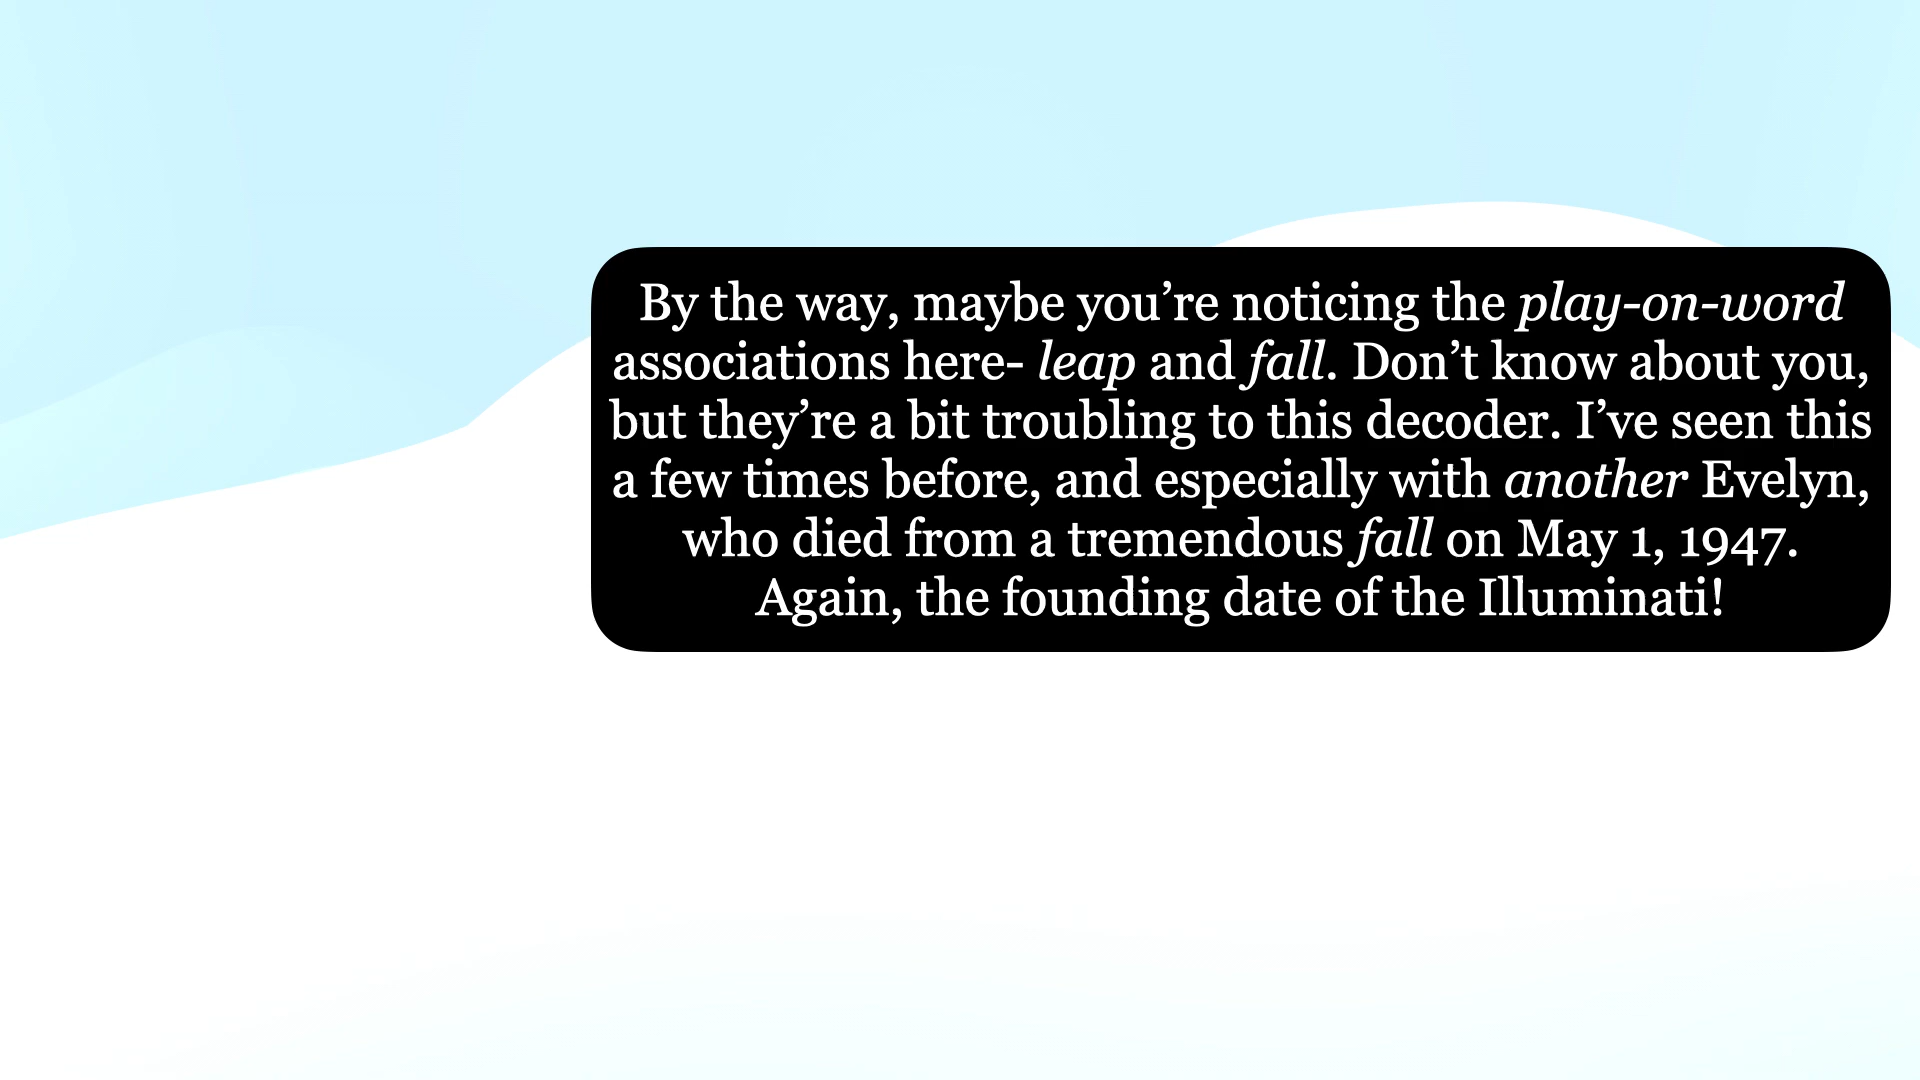 By the way, maybe you’re noticing the play-on-word
associations here- leap and fall. Don’t know about you,
but they’re a bit troubling to this decoder. I’ve seen this
a few times before, and especially with another Evelyn,
who died from a tremendous fall on May 1, 1947.
Again, the founding date of the Illuminati!